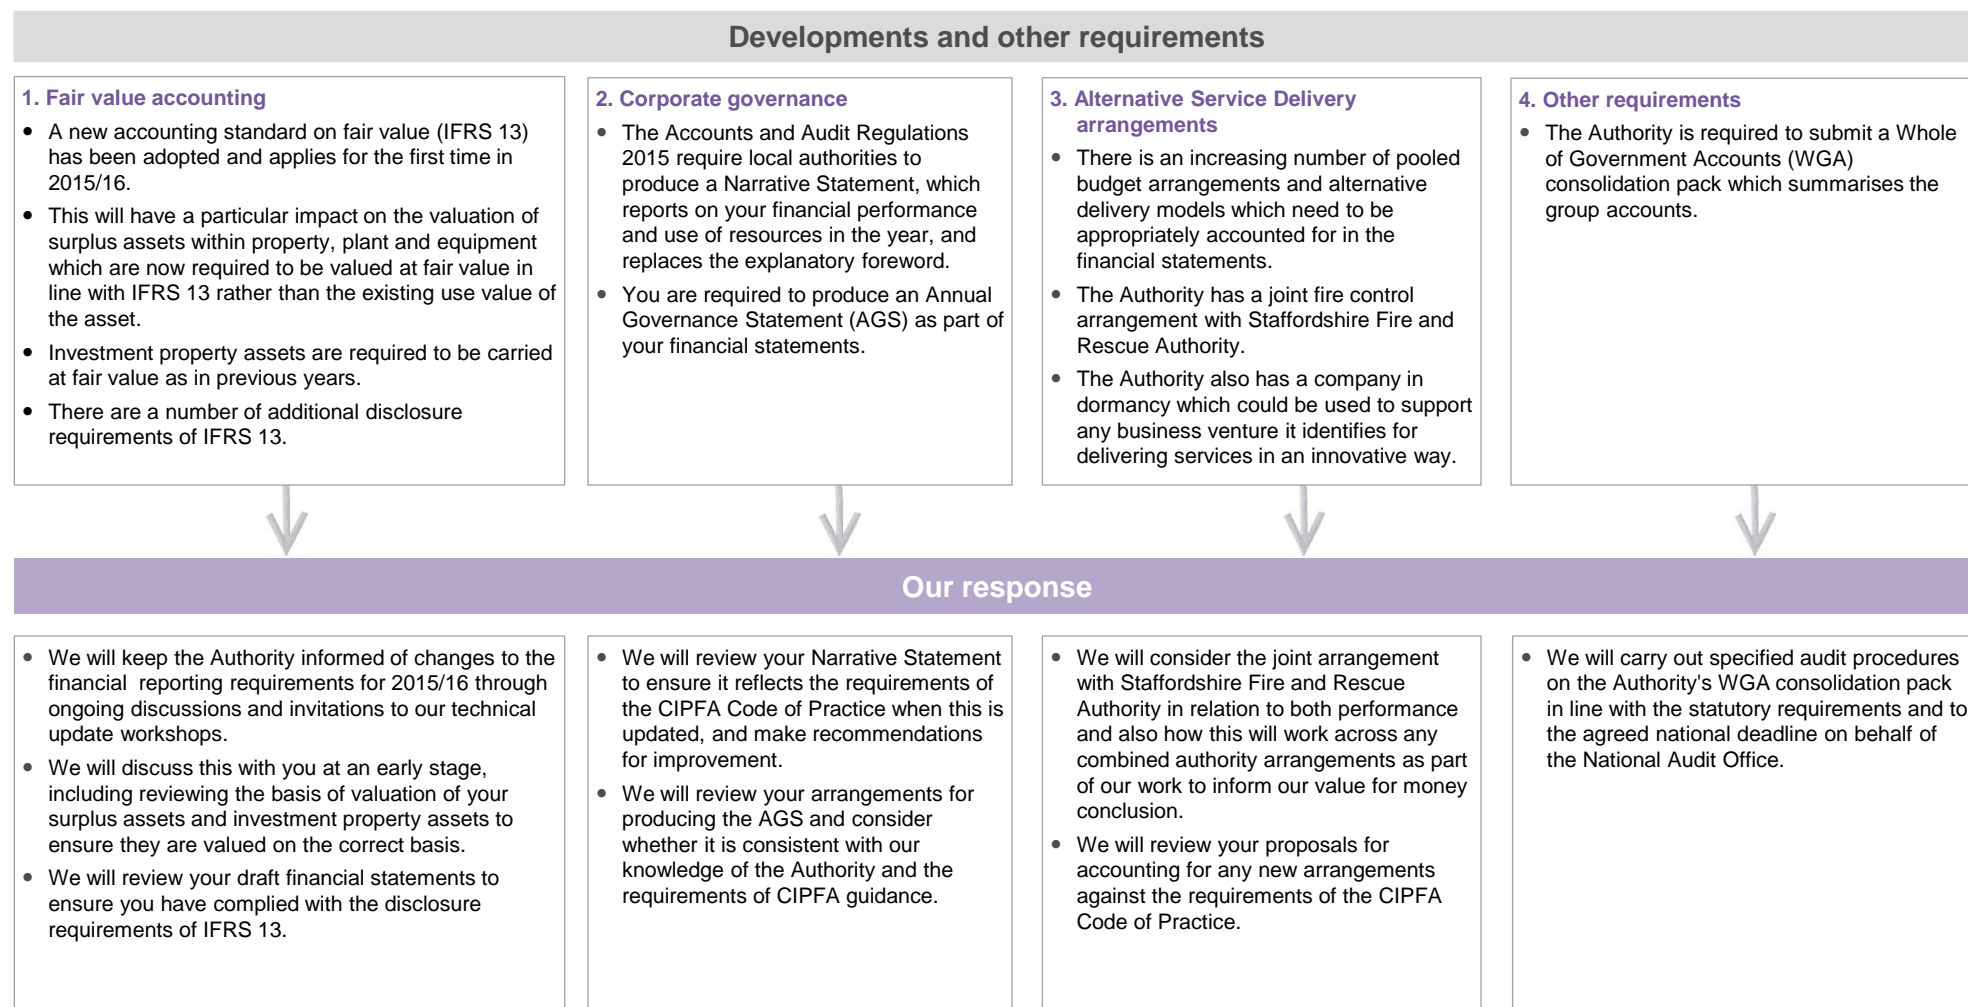 Developments and other requirements
1. Fair value accounting
• A new accounting standard on fair value (IFRS 13)
has been adopted and applies for the first time in
2015/16.
• This will have a particular impact on the valuation of
surplus assets within property, plant and equipment
which are now required to be valued at fair value in
line with IFRS 13 rather than the existing use value of
the asset.
• Investment property assets are required to be carried
at fair value as in previous years.
• There are a number of additional disclosure
requirements of IFRS 13.
2. Corporate governance
• The Accounts and Audit Regulations
2015 require local authorities to
produce a Narrative Statement, which
reports on your financial performance
and use of resources in the year, and
replaces the explanatory foreword.
• You are required to produce an Annual
Governance Statement (AGS) as part of
your financial statements.
3. Alternative Service Delivery
arrangements
• There is an increasing number of pooled
budget arrangements and alternative
delivery models which need to be
appropriately accounted for in the
financial statements.
• The Authority has a joint fire control
arrangement with Staffordshire Fire and
Rescue Authority.
• The Authority also has a company in
dormancy which could be used to support
any business venture it identifies for
delivering services in an innovative way.
4. Other requirements
• The Authority is required to submit a Whole
of Government Accounts (WGA)
consolidation pack which summarises the
group accounts.
Our response
• We will keep the Authority informed of changes to the
financial reporting requirements for 2015/16 through
ongoing discussions and invitations to our technical
update workshops.
• We will discuss this with you at an early stage,
including reviewing the basis of valuation of your
surplus assets and investment property assets to
ensure they are valued on the correct basis.
• We will review your draft financial statements to
ensure you have complied with the disclosure
requirements of IFRS 13.
• We will review your Narrative Statement
to ensure it reflects the requirements of
the CIPFA Code of Practice when this is
updated, and make recommendations
for improvement.
• We will review your arrangements for
producing the AGS and consider
whether it is consistent with our
knowledge of the Authority and the
requirements of CIPFA guidance.
• We will consider the joint arrangement
with Staffordshire Fire and Rescue
Authority in relation to both performance
and also how this will work across any
combined authority arrangements as part
of our work to inform our value for money
conclusion.
• We will review your proposals for
accounting for any new arrangements
against the requirements of the CIPFA
Code of Practice.
• We will carry out specified audit procedures
on the Authority's WGA consolidation pack
in line with the statutory requirements and to
the agreed national deadline on behalf of
the National Audit Office.